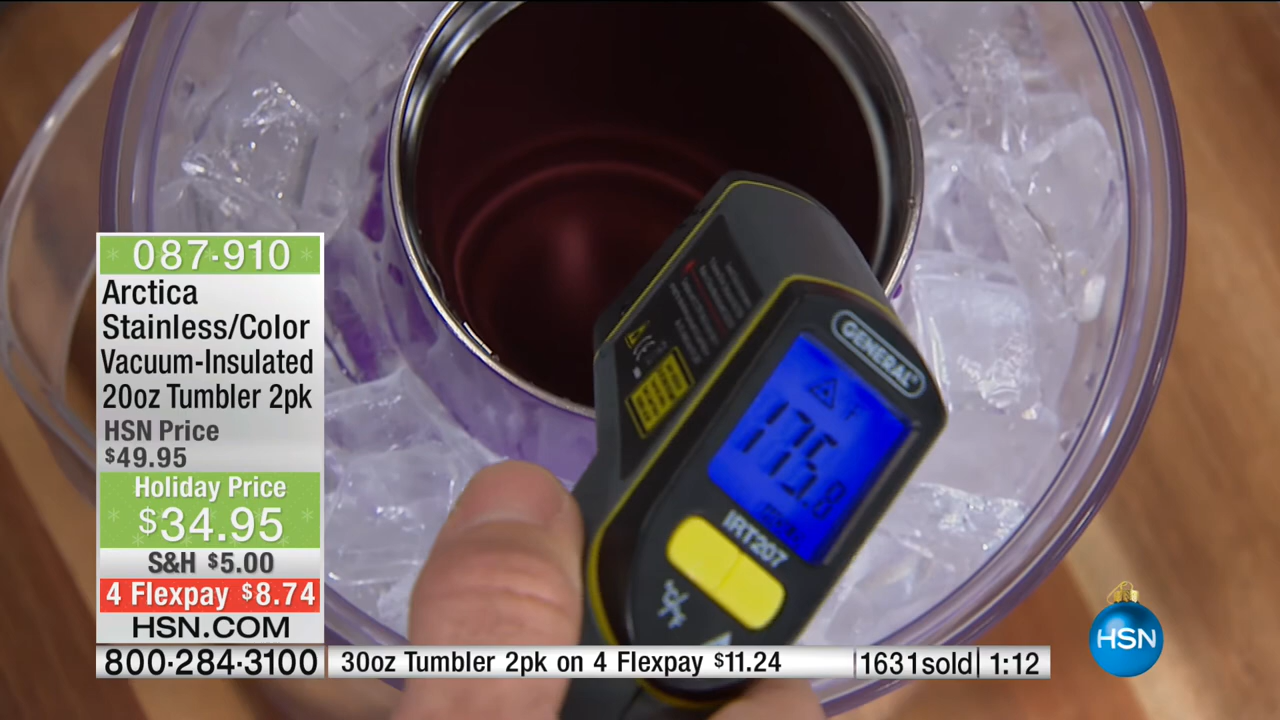 087-910
Arctica
Stainless/Color
Vacuum-Insulated
20oz Tumbler 2pk
HSN Price
$49.95
Holiday Price
$34.95
S&H $5.00
4 Flexpay $8.74
HSN.COM
800-284-3100
30oz Tumbler 2pk on 4 Flexpay $11.24
1631sold
1:12
GENERAL
IRT207
°C/°F
HSN